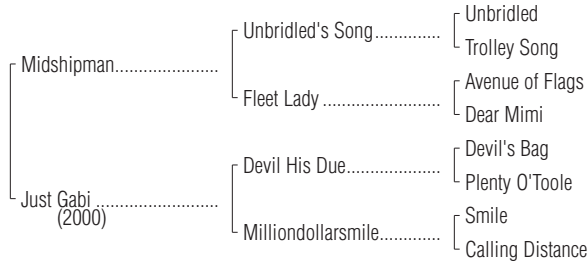 Unbridled
Unbridled's Song..............
Trolley Song
Midshipman......................
Avenue of Flags
Fleet Lady .........................
Dear Mimi
Devil's Bag
Devil His Due....................
Plenty O'Toole
Just Gabi ..........................
(2000)
Smile
Milliondollarsmile.............
Calling Distance